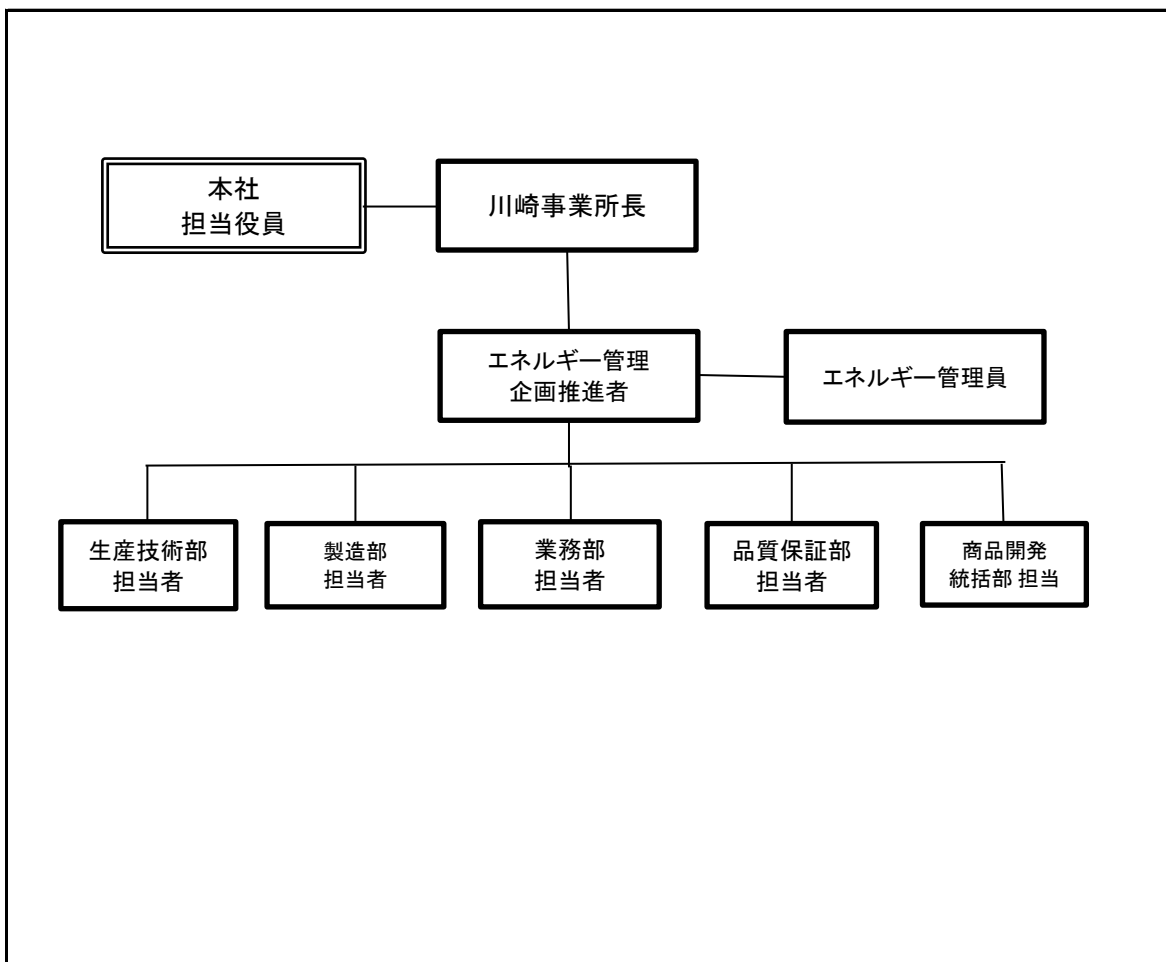 本社
担当役員
川崎事業所長
エネルギー管理
企画推進者
エネルギー管理員
生産技術部
担当者
製造部
担当者
業務部
担当者
品質保証部
担当者
商品開発
統括部 担当